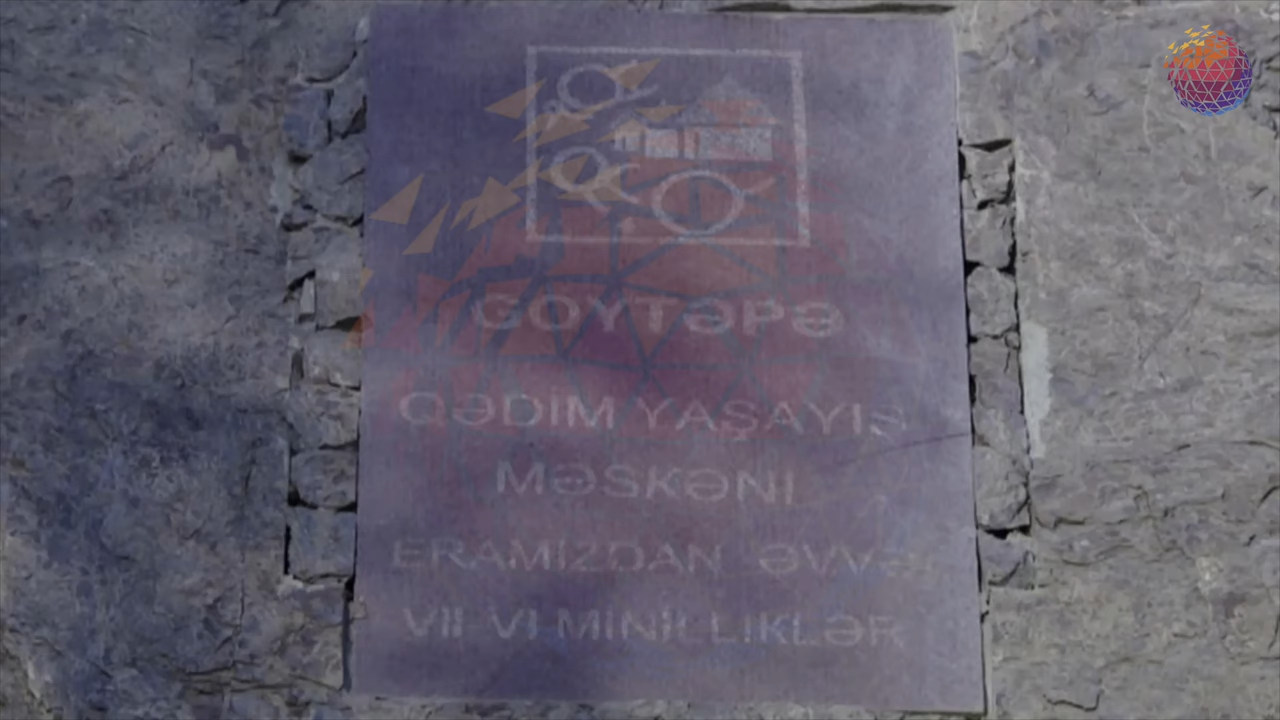 GÖYTƏPƏ
QƏDİM YAŞAYIŞ
MƏSKƏNİ
ERAMIZDAN ƏVVƏL
VII-VI MİNİLLİKLƏR